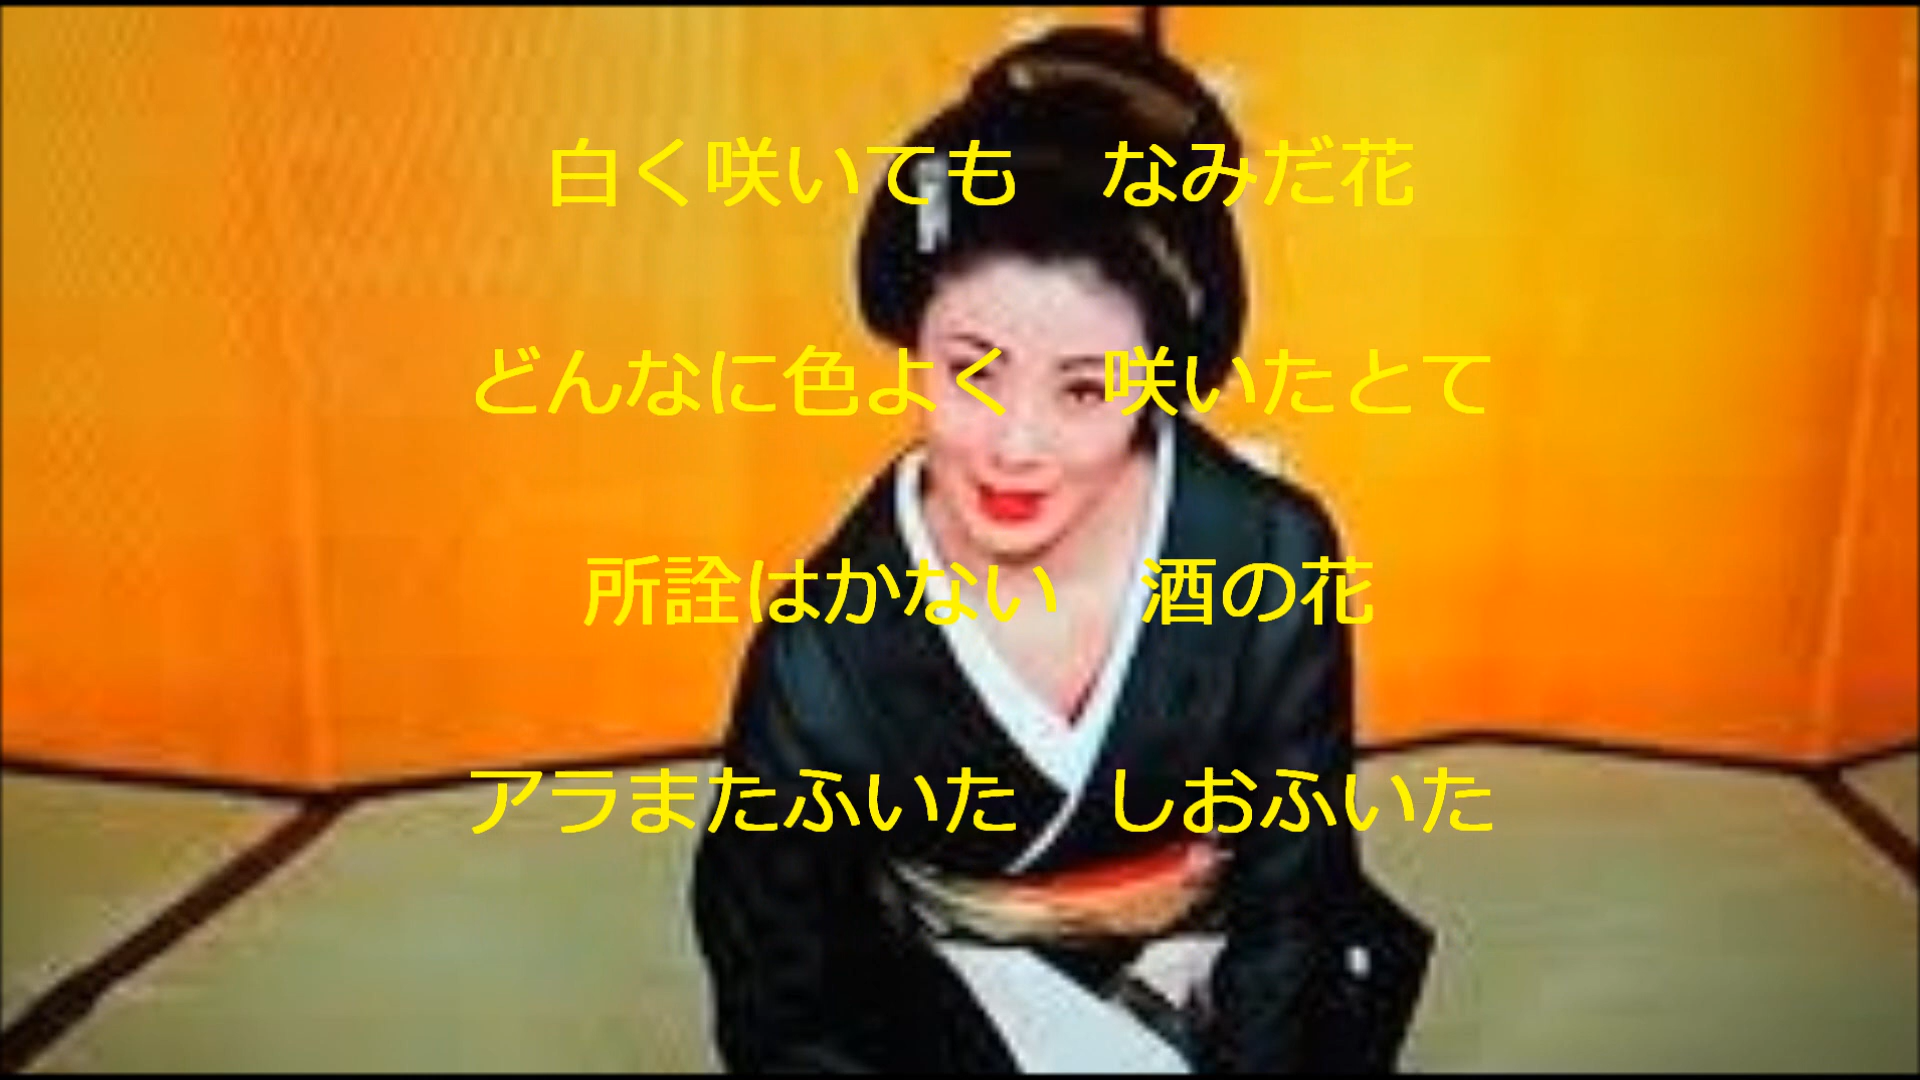 白く咲いても　なみだ花
どんなに色よく　咲いたとて
所詮はかない　酒の花
アラまたふいた　しおふいた